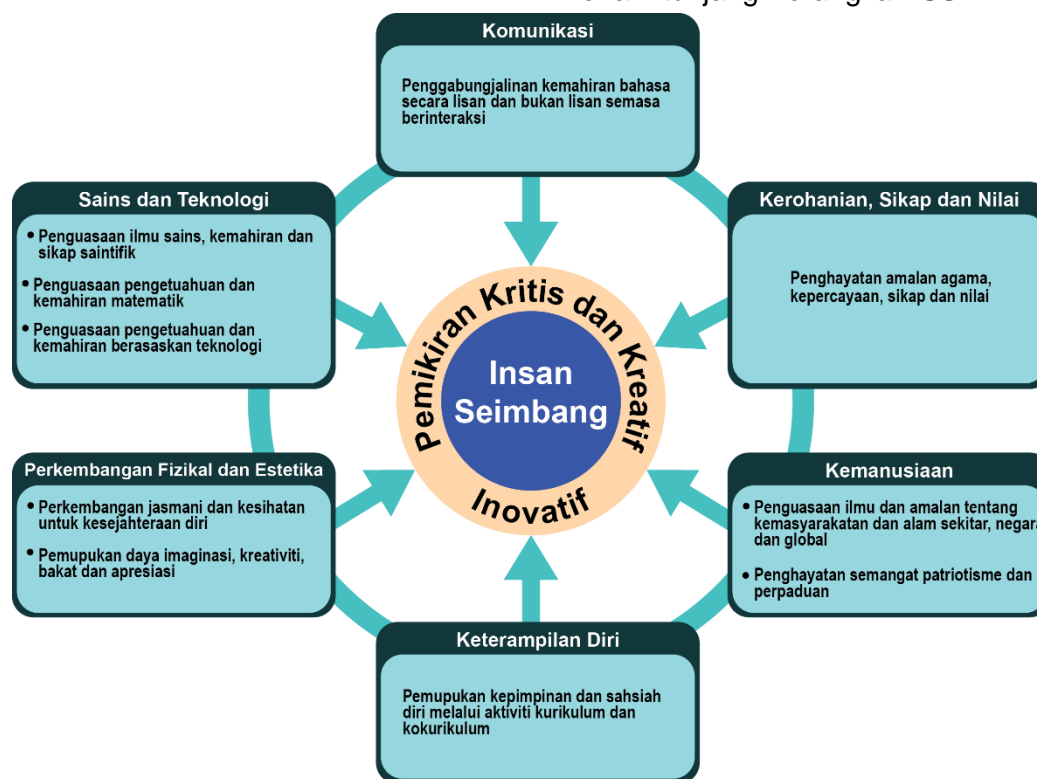 Komunikasi
Penggabungjalinan kemahiran bahasa
secara lisan dan bukan lisan semasa
berinteraksi
Sains dan Teknologi
• Penguasaan ilmu sains, kemahiran dan
sikap saintifik
• Penguasaan pengetuahuan dan
kemahiran matematik
• Penguasaan pengetuahuan dan
kemahiran berasaskan teknologi
Kerohanian, Sikap dan Nilai
Penghayatan amalan agama,
kepercayaan, sikap dan nilai
Pemikiran Kritis dan Kreatif
Insan
Seimbang
Inovatif
Perkembangan Fizikal dan Estetika
• Perkembangan jasmani dan kesihatan
untuk kesejahteraan diri
• Pemupukan daya imaginasi, kreativiti,
bakat dan apresiasi
Kemanusiaan
• Penguasaan ilmu dan amalan tentang
kemasyarakatan dan alam sekitar, negara
dan global
• Penghayatan semangat patriotisme dan
perpaduan
Keterampilan Diri
Pemupukan kepimpinan dan sahsiah
diri melalui aktiviti kurikulum dan
kokurikulum